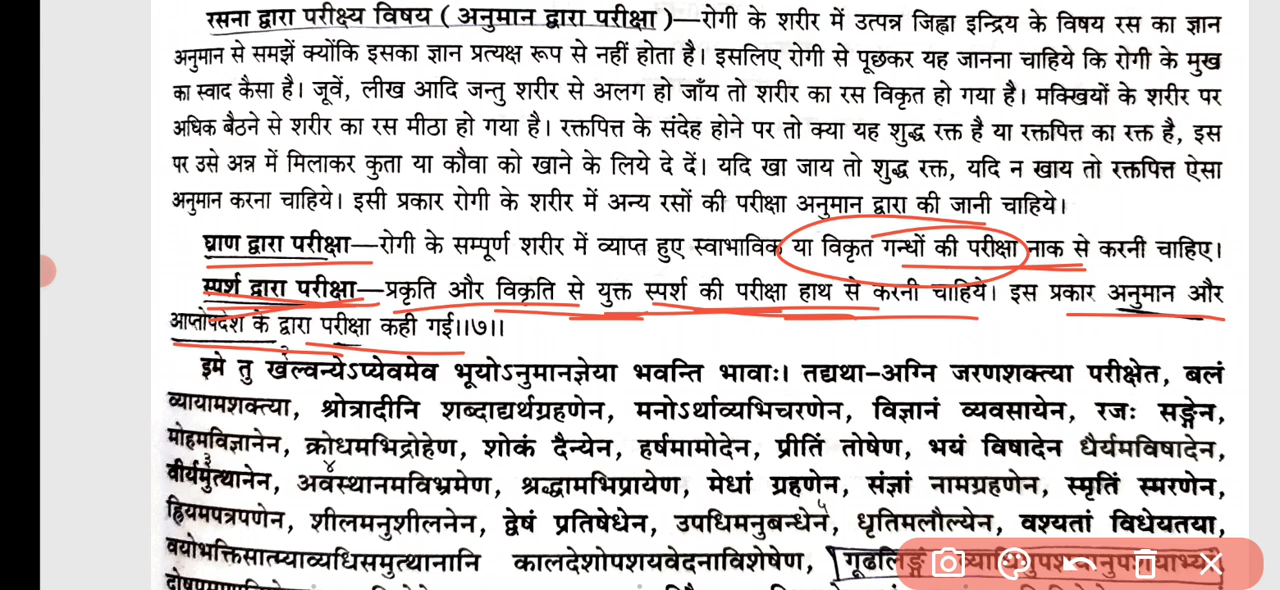 रसना द्वारा परीक्ष्य विषय ( अनुमान द्वारा परीक्षा )—रोगी के शरीर में उत्पन्न जिह्वा इन्द्रिय के विषय रस का ज्ञान
अनुमान से समझें क्योंकि इसका ज्ञान प्रत्यक्ष रूप से नहीं होता है। इसलिए रोगी से पूछकर यह जानना चाहिये कि रोगी के मुख
का स्वाद कैसा है। जूवें, लीख आदि जन्तु शरीर से अलग हो जाँय तो शरीर का रस विकृत हो गया है। मक्खियों के शरीर पर
अधिक बैठने से शरीर का रस मीठा हो गया है। रक्तपित्त के संदेह होने पर तो क्या यह शुद्ध रक्त है या रक्तपित्त का रक्त है, इस
पर उसे अन्न में मिलाकर कुता या कौवा को खाने के लिये दे दें। यदि खा जाय तो शुद्ध रक्त, यदि न खाय तो रक्तपित्त ऐसा
अनुमान करना चाहिये। इसी प्रकार रोगी के शरीर में अन्य रसों की परीक्षा अनुमान द्वारा की जानी चाहिये।
घ्राण द्वारा परीक्षा—रोगी के सम्पूर्ण शरीर में व्याप्त हुए स्वाभाविक या विकृत गन्धों की परीक्षा नाक से करनी चाहिए।
स्पर्श द्वारा परीक्षा—प्रकृति और विकृति से युक्त स्पर्श की परीक्षा हाथ से करनी चाहिये। इस प्रकार अनुमान और
आप्तोपदेश के द्वारा परीक्षा कही गई।।७।।
इमे तु खल्वन्येऽप्येवमेव भूयोऽनुमानज्ञेया भवन्ति भावाः। तद्यथा–अग्निं जरणशक्त्या परीक्षेत, बलं
व्यायामशक्त्या, श्रोत्रादीनि शब्दाद्यर्थग्रहणेन, मनोऽर्थाव्यभिचरणेन, विज्ञानं व्यवसायेन, रजः सङ्गेन,
मोहमविज्ञानेन, क्रोधमभिद्रोहेण, शोकं दैन्येन, हर्षमामोदेन, प्रीतिं तोषेण, भयं विषादेन धैर्यमविषादेन,
वीर्यमुत्थानेन, अवस्थानमविभ्रमेण, श्रद्धामभिप्रायेण, मेधां ग्रहणेन, संज्ञां नामग्रहणेन, स्मृतिं स्मरणेन,
ह्रियमपत्रपणेन, शीलमनुशीलनेन, द्वेषं प्रतिषेधेन, उपधिमनुबन्धेन, धृतिमलौल्येन, वश्यतां विधेयतया,
वयोभक्तिसात्म्यव्याधिसमुत्थानानि कालदेशोपशयवेदनाविशेषेण, गूढलिङ्गं